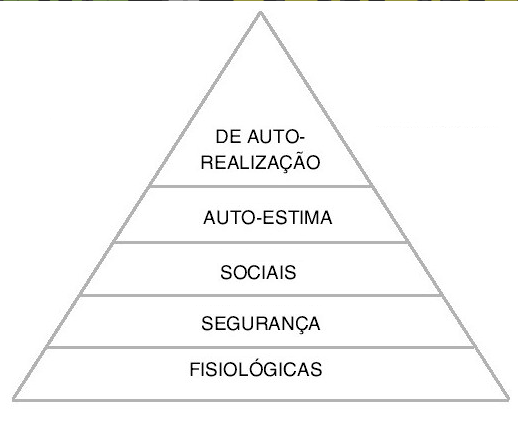 DE AUTO-
REALIZAÇÃO
AUTO-ESTIMA
SOCIAIS
SEGURANÇA
FISIOLÓGICAS